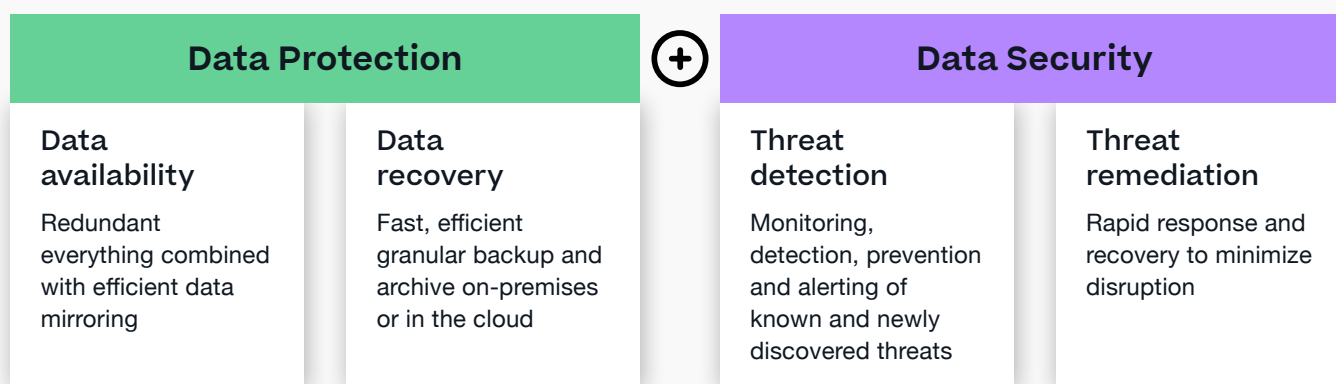 Data Protection
Data
availability
Redundant
everything combined
with efficient data
mirroring
Data
recovery
Fast, efficient
granular backup and
archive on-premises
or in the cloud
Data Security
Threat
detection
Monitoring,
detection, prevention
and alerting of
known and newly
discovered threats
Threat
remediation
Rapid response and
recovery to minimize
disruption